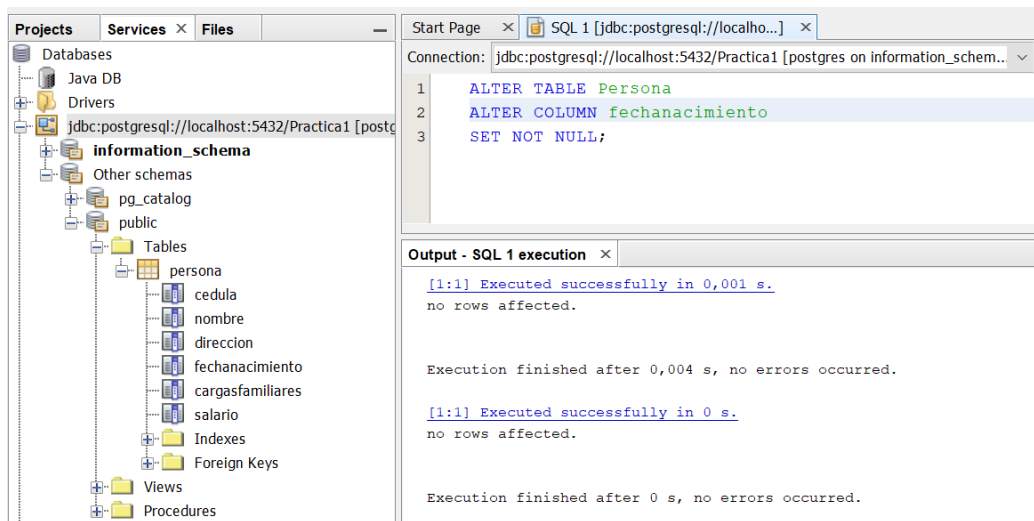 Projects
Services
Files
Databases
Java DB
Drivers
jdbc:postgresql://localhost:5432/Practica1 [postg
information_schema
Other schemas
pg_catalog
public
Tables
persona
cedula
nombre
direccion
fechanacimiento
cargasfamiliares
salario
Indexes
Foreign Keys
Views
Procedures
Start Page
SQL 1 [jdbc:postgresql://localho...]
Connection: jdbc:postgresql://localhost:5432/Practica1 [postgres on information_schem...
1 ALTER TABLE Persona
2 ALTER COLUMN fechanacimiento
3 SET NOT NULL;
Output - SQL 1 execution
[1:1] Executed successfully in 0,001 s.
no rows affected.
Execution finished after 0,004 s, no errors occurred.
[1:1] Executed successfully in 0 s.
no rows affected.
Execution finished after 0 s, no errors occurred.